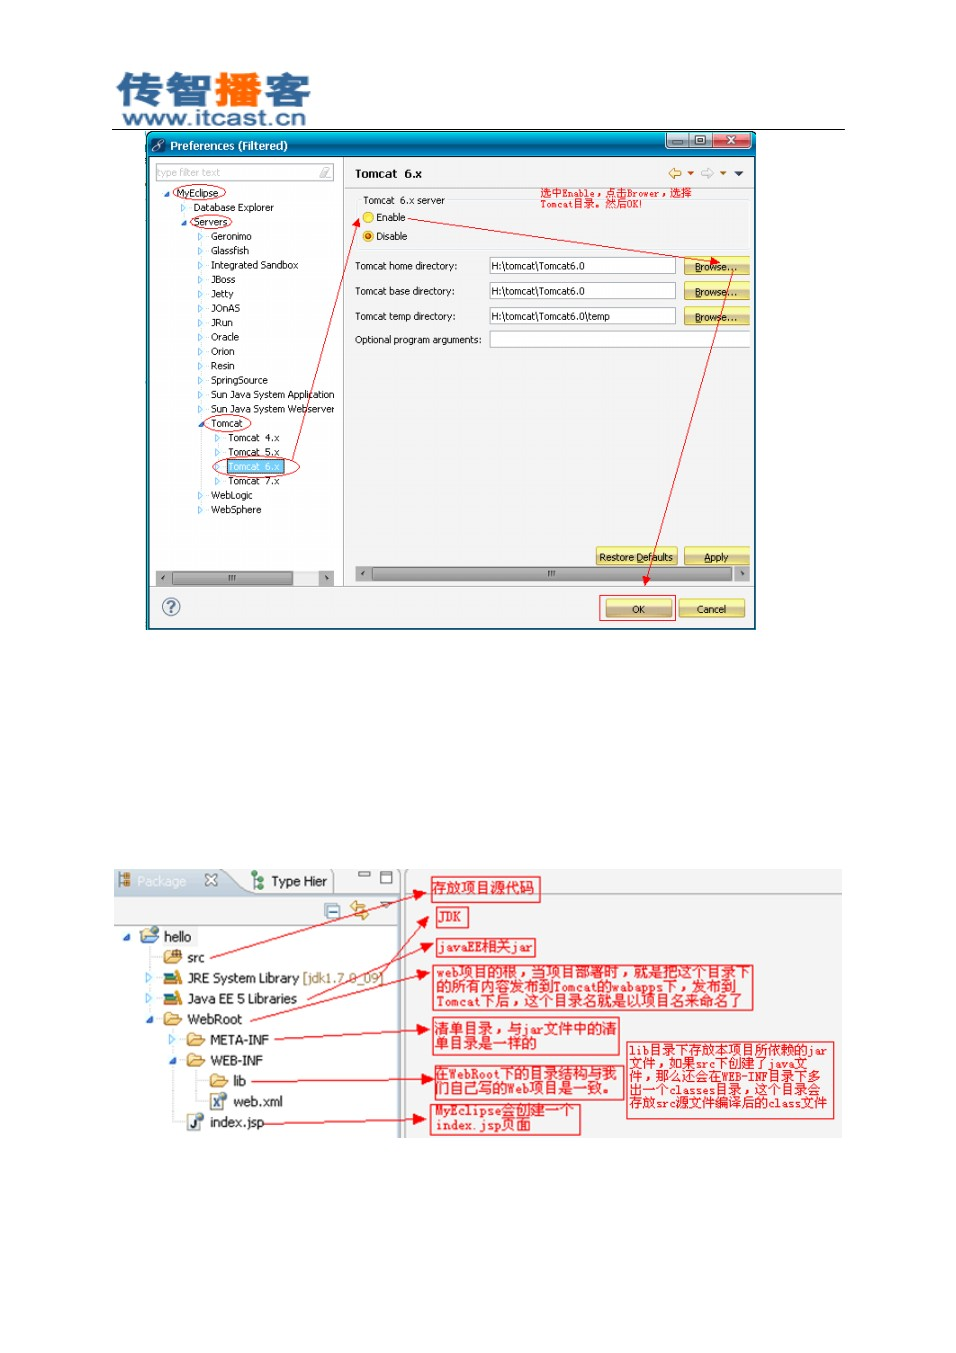 传智播客
www.itcast.cn
Preferences (Filtered)
type filter text
MyEclipse
Database Explorer
Servers
Geronimo
Glassfish
Integrated Sandbox
JBoss
Jetty
JOnAS
JRun
Oracle
Orion
Resin
SpringSource
Sun Java System Application
Sun Java System Webserver
Tomcat
Tomcat 4.x
Tomcat 5.x
Tomcat 6.x
Tomcat 7.x
WebLogic
WebSphere
Tomcat 6.x
选中Enable，点击Brower，选择
Tomcat目录。然后OK!
Tomcat 6.x server
Enable
Disable
Tomcat home directory: H:\tomcat\Tomcat6.0 Browse...
Tomcat base directory: H:\tomcat\Tomcat6.0 Browse...
Tomcat temp directory: H:\tomcat\Tomcat6.0\temp Browse...
Optional program arguments:
Restore Defaults Apply
OK Cancel
Package Type Hier
hello
src
JRE System Library [jdk1.7.0_09]
Java EE 5 Libraries
WebRoot
META-INF
WEB-INF
lib
web.xml
index.jsp
存放项目源代码
JDK
javaEE相关jar
web项目的根，当项目部署时，就是把这个目录下
的所有内容发布到Tomcat的wabapps下，发布到
Tomcat下后，这个目录名就是以项目名来命名了
清单目录，与jar文件中的清
单目录是一样的
在WebRoot下的目录结构与我
们自己写的Web项目是一致。
MyEclipse会创建一个
index.jsp页面
lib目录下存放本项目所依赖的jar
文件，如果src下创建了java文
件，那么还会在WEB-INF目录下多
出一个classes目录，这个目录会
存放src源文件编译后的class文件